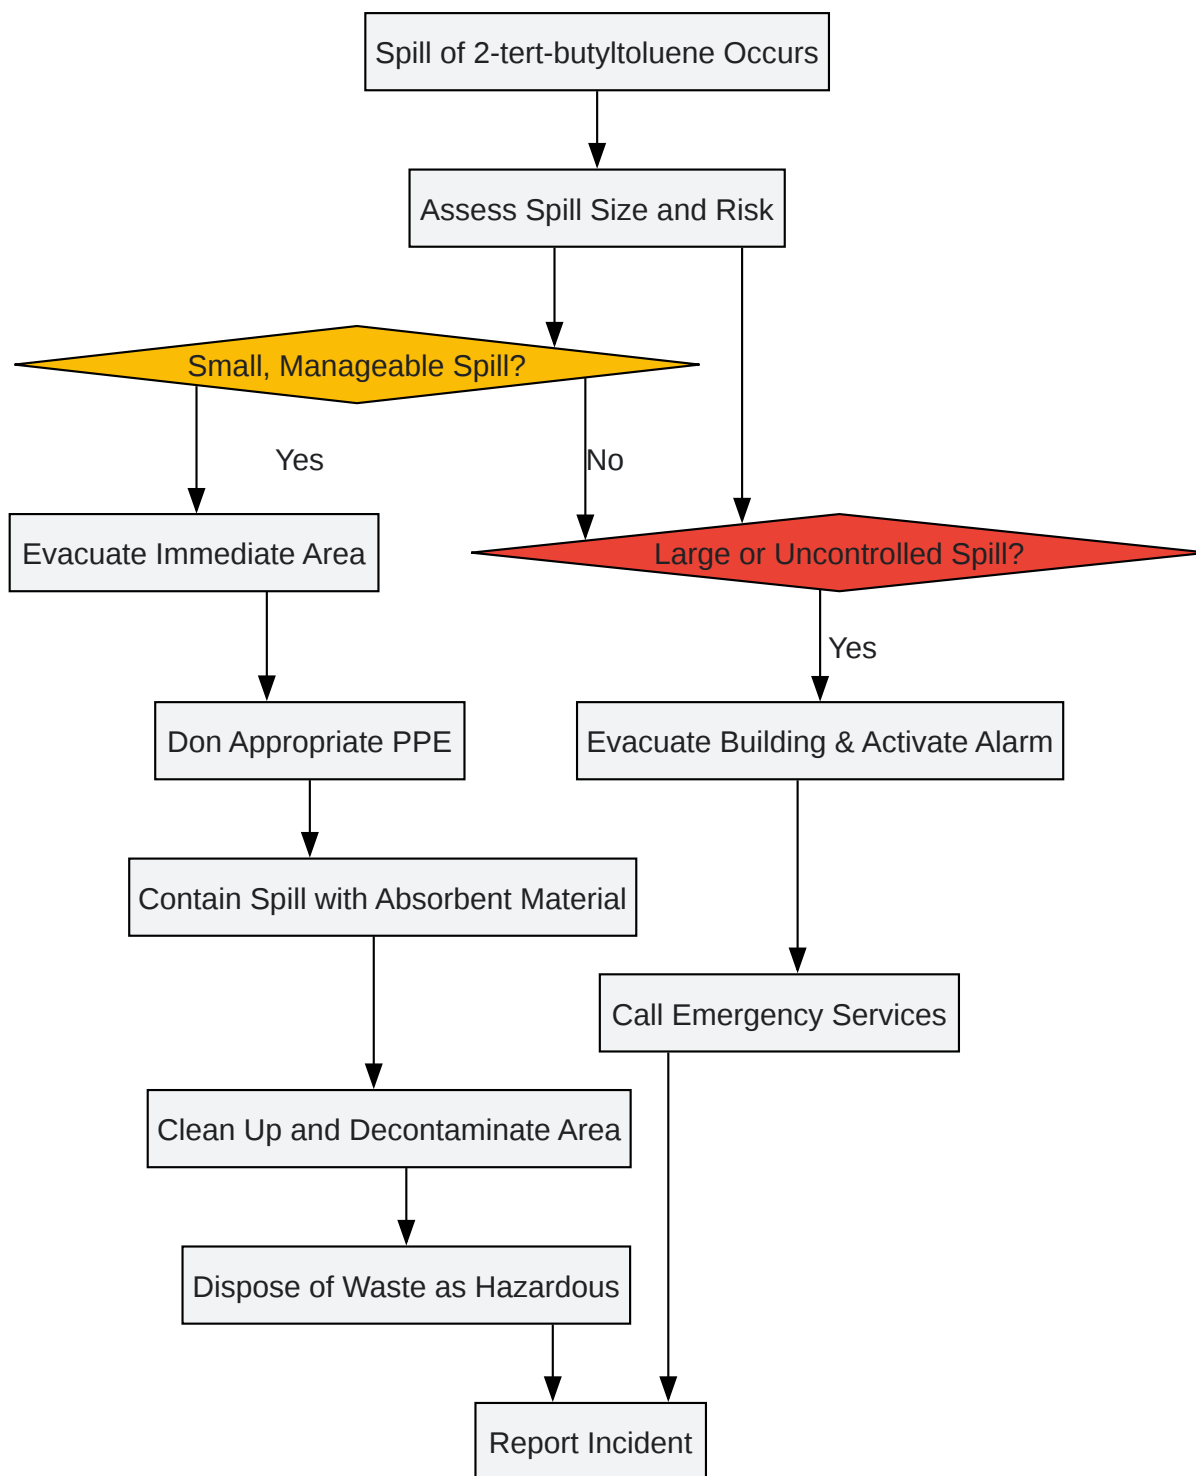 Spill of 2-tert-butyltoluene Occurs
Assess Spill Size and Risk
Small, Manageable Spill?
Yes
No
Evacuate Immediate Area
Large or Uncontrolled Spill?
Yes
Don Appropriate PPE
Evacuate Building & Activate Alarm
Contain Spill with Absorbent Material
Call Emergency Services
Clean Up and Decontaminate Area
Dispose of Waste as Hazardous
Report Incident